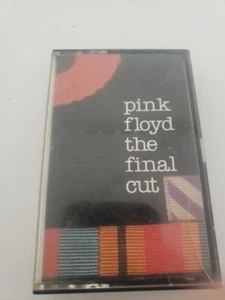 pink
floyd the
final
cut